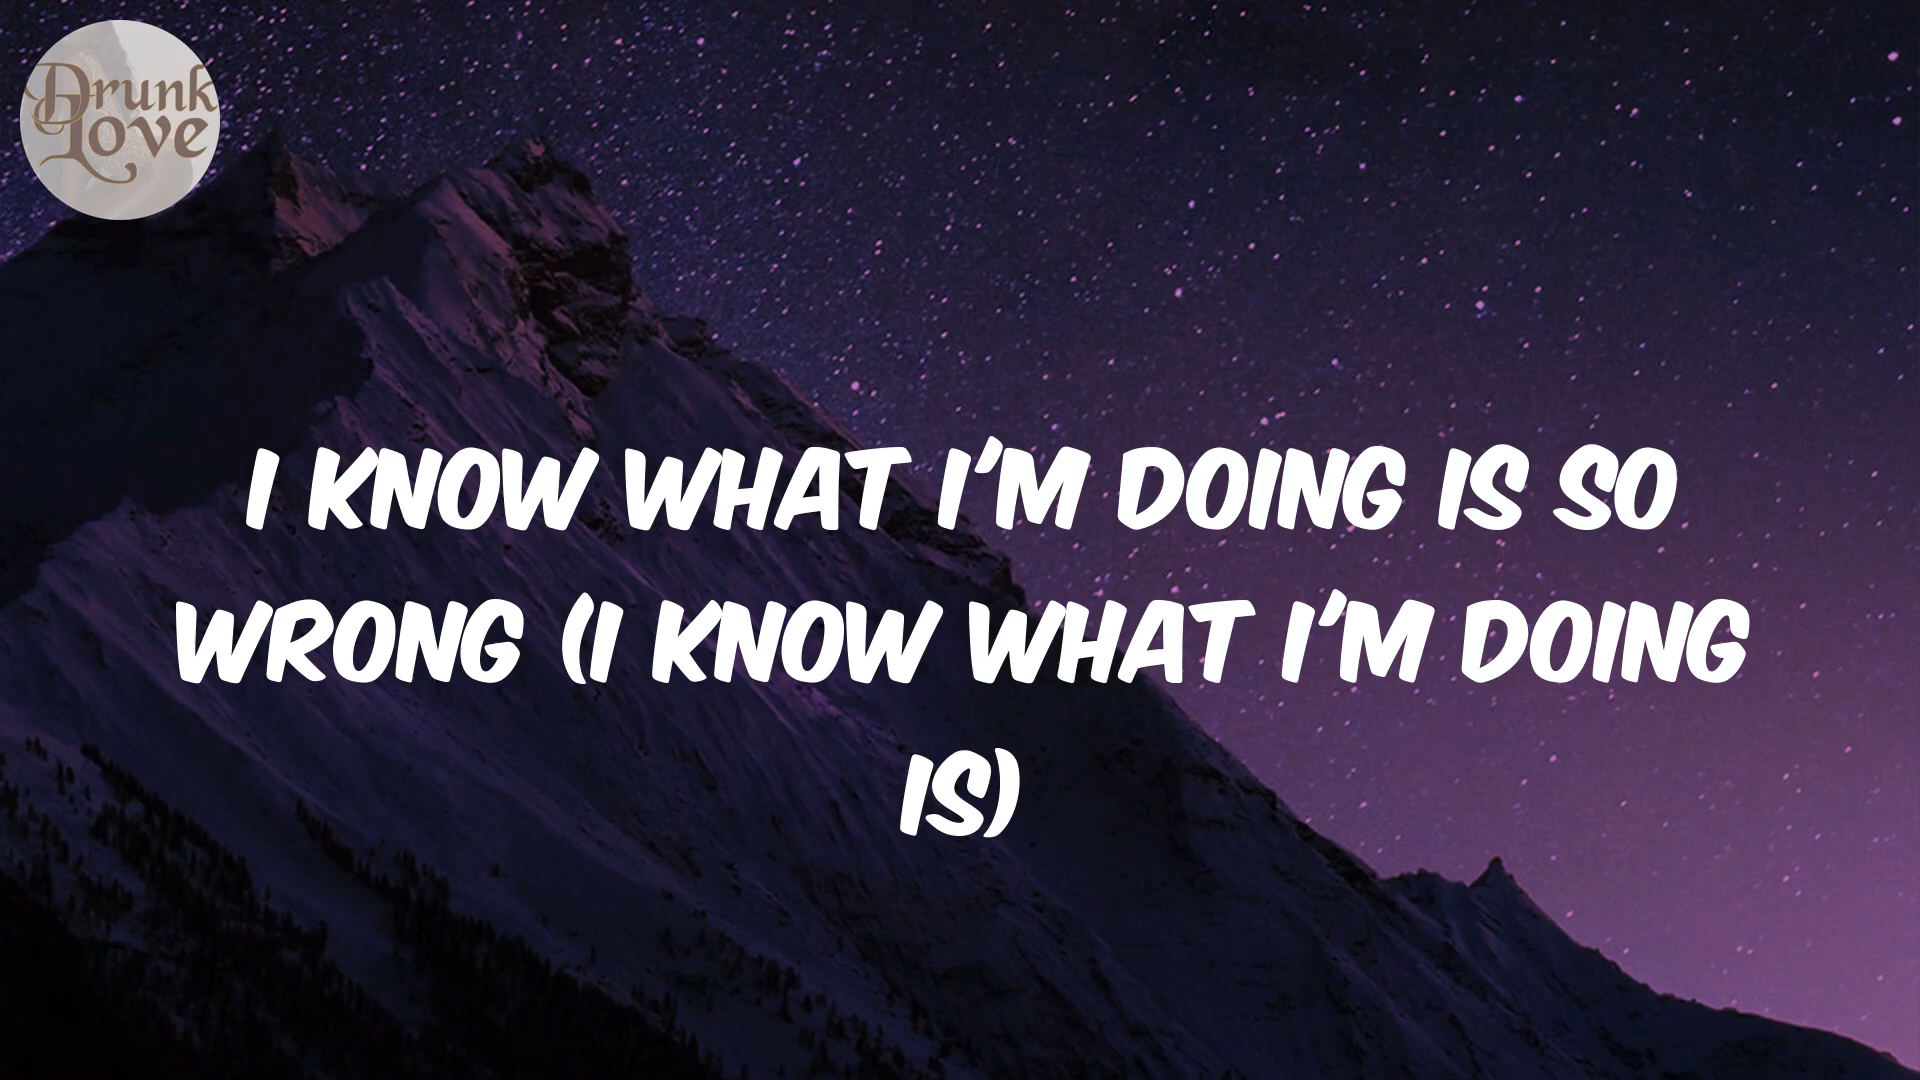 Drunk
Love
I KNOW WHAT I'M DOING IS SO
WRONG (I KNOW WHAT I'M DOING
IS)